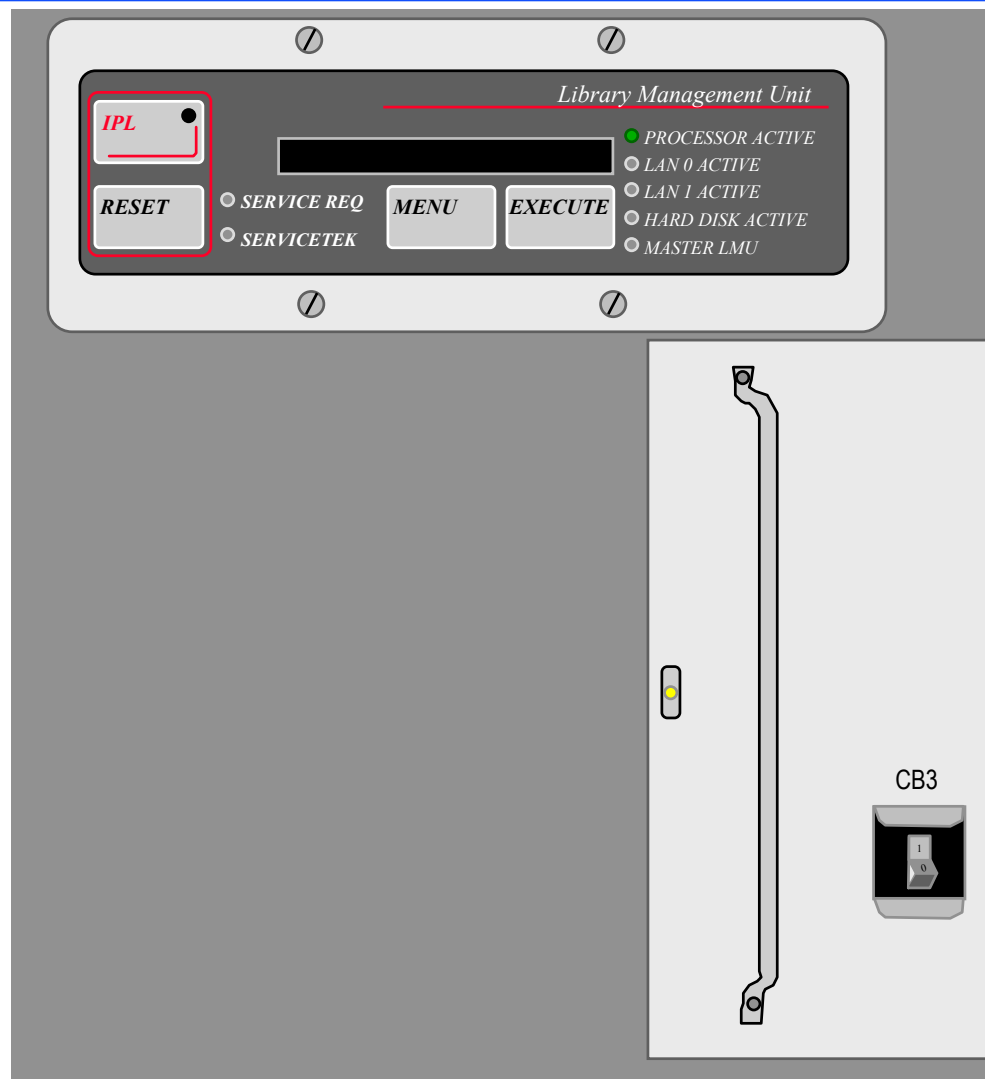 Library Management Unit
IPL
PROCESSOR ACTIVE
LAN 0 ACTIVE
LAN 1 ACTIVE
RESET
SERVICE REQ
MENU
EXECUTE
HARD DISK ACTIVE
SERVICETEK
MASTER LMU
CB3
1
0